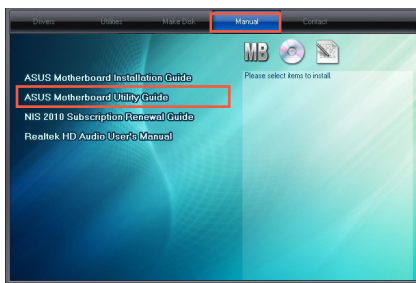 Drivers Utilities Make Disk Manual Contact
MB
Please select items to install.
ASUS Motherboard Installation Guide
ASUS Motherboard Utility Guide
NIS 2010 Subscription Renewal Guide
Realtek HD Audio User's Manual